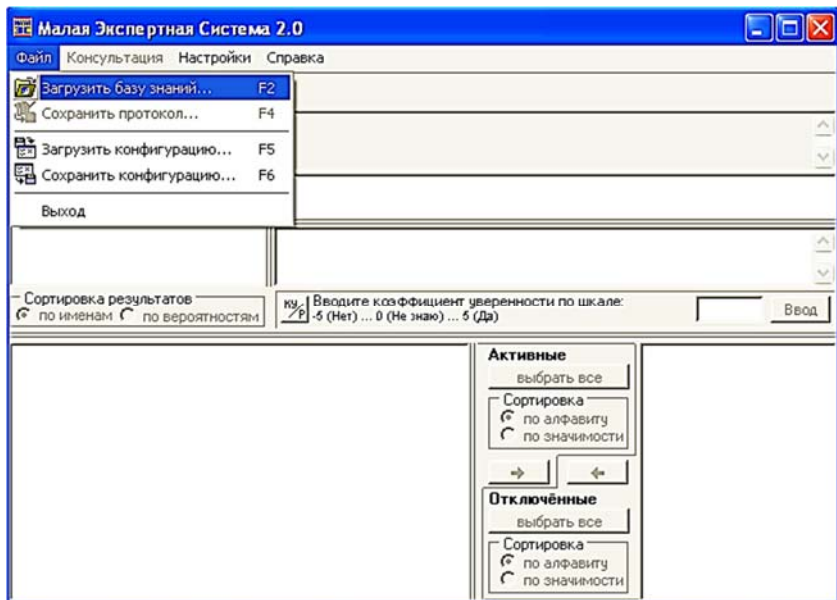 Малая Экспертная Система 2.0
Файл Консультация Настройки Справка
Загрузить базу знаний... F2
Сохранить протокол... F4
Загрузить конфигурацию... F5
Сохранить конфигурацию... F6
Выход
Сортировка результатов
по именам по вероятностям
КУ/Р
Вводите коэффициент уверенности по шкале:
-5 (Нет) ... 0 (Не знаю) ... 5 (Да)
Ввод
Активные
выбрать все
Сортировка
по алфавиту
по значимости
Отключённые
выбрать все
Сортировка
по алфавиту
по значимости